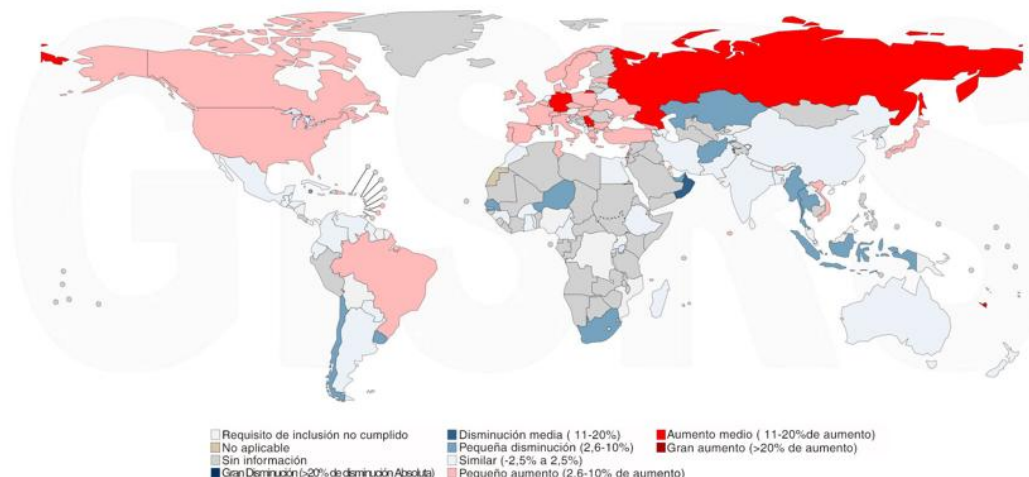 GISRS
Requisito de inclusión no cumplido
No aplicable
Sin información
Gran Disminución (>20% de disminución Absoluta)
Disminución media ( 11-20%)
Pequeña disminución (2,6-10%)
Similar (-2,5% a 2,5%)
Pequeño aumento (2,6-10% de aumento)
Aumento medio ( 11-20%de aumento)
Gran aumento (>20% de aumento)